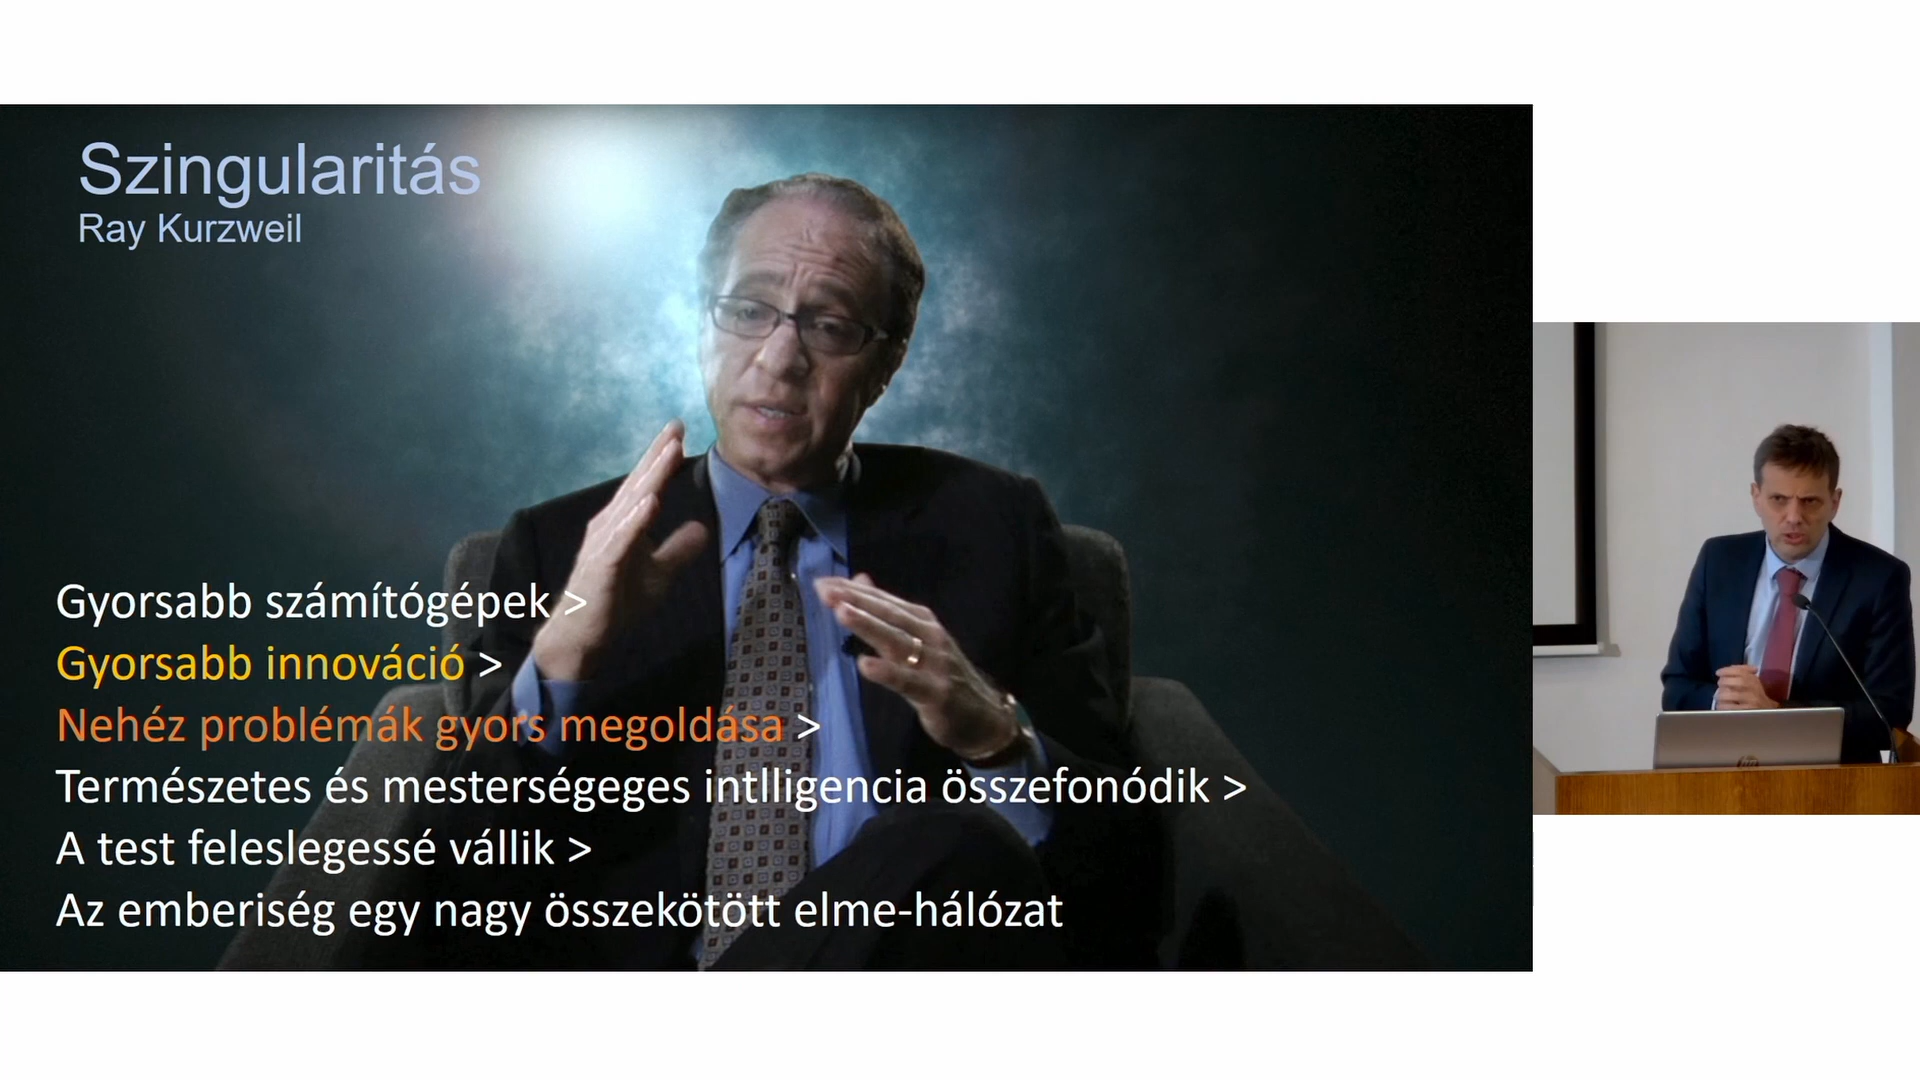 Szingularitás
Ray Kurzweil
Gyorsabb számítógépek >
Gyorsabb innováció >
Nehéz problémák gyors megoldása >
Természetes és mesterségeges intlligencia összefonódik >
A test feleslegessé vállik >
Az emberiség egy nagy összekötött elme-hálózat